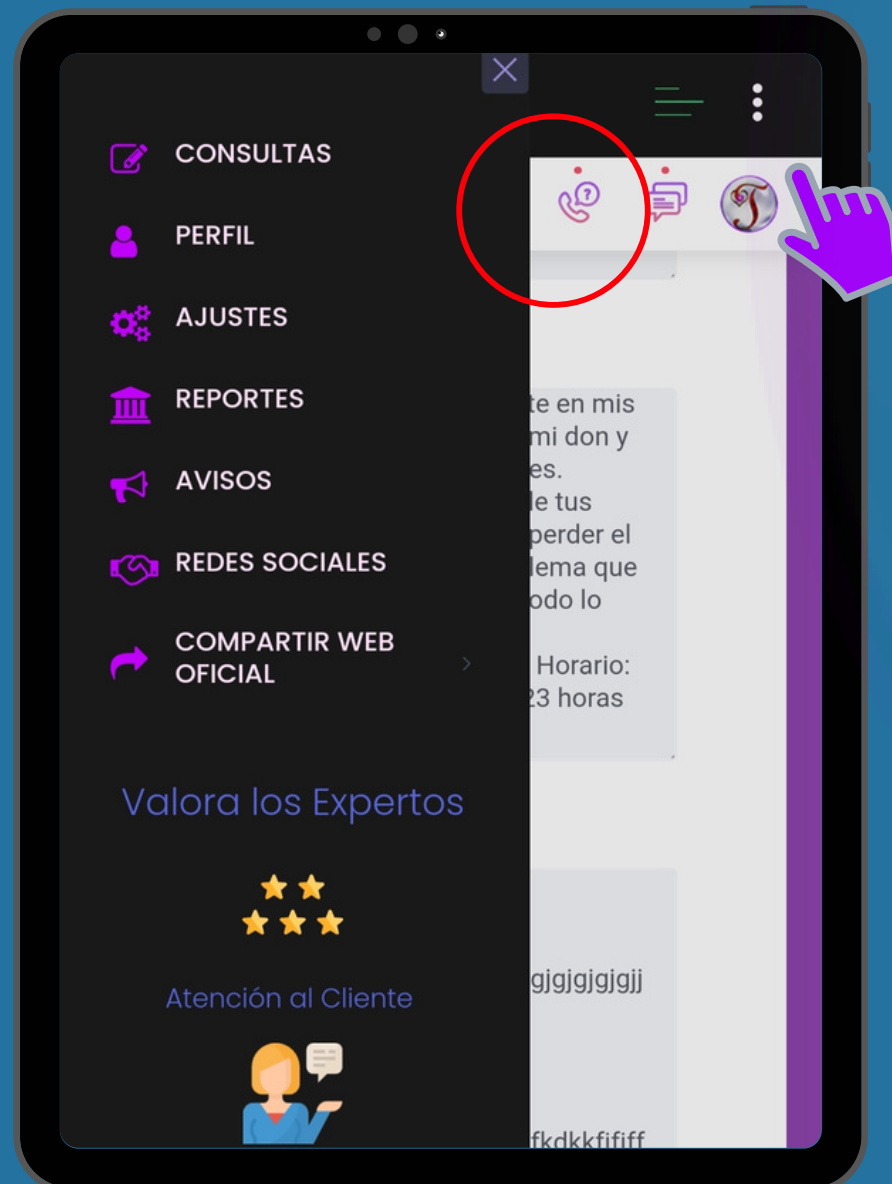 CONSULTAS
PERFIL
AJUSTES
REPORTES
AVISOS
REDES SOCIALES
COMPARTIR WEB
OFICIAL
Valora los Expertos
Atención al Cliente
?
T
te en mis
mi don y
es.
le tus
perder el
lema que
odo lo
Horario:
23 horas
gjgjgjgjgjj
fkdkkfififf